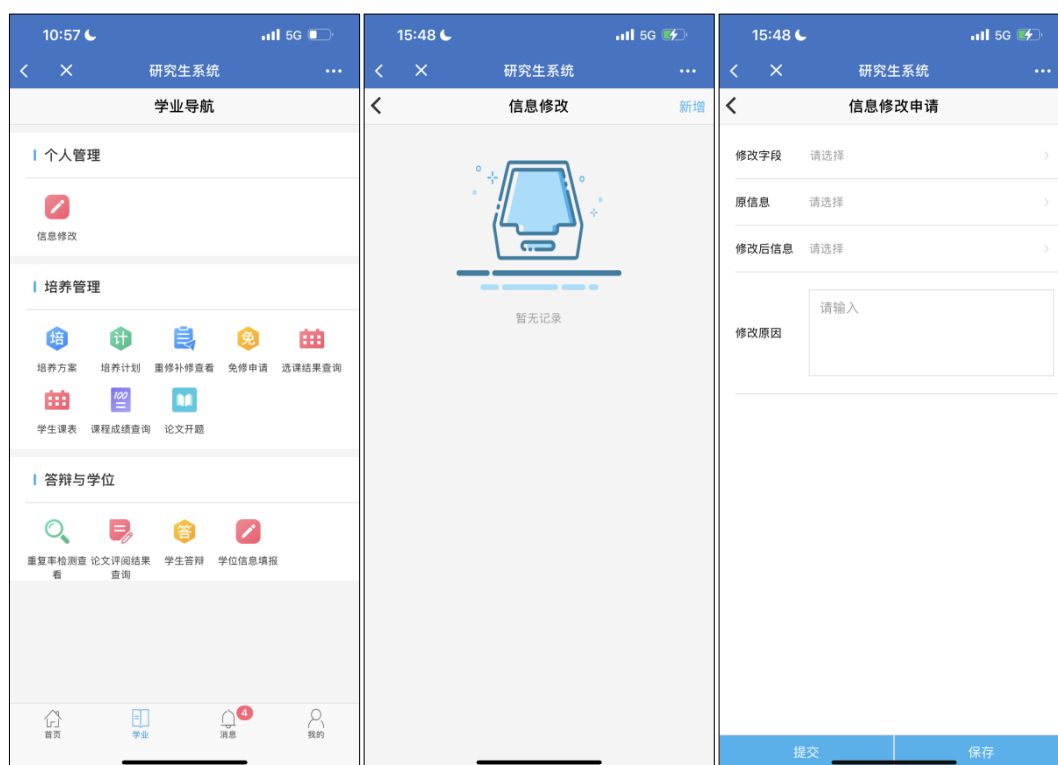 10:57
5G
研究生系统
学业导航
个人管理
信息修改
培养管理
培
计
免
培养方案
培养计划
重修补修查看
免修申请
选课结果查询
100
学生课表
课程成绩查询
论文开题
答辩与学位
答
重复率检测查
看
论文评阅结果
查询
学生答辩
学位信息填报
首页
学业
4
消息
我的
15:48
5G
研究生系统
信息修改
新增
暂无记录
15:48
5G
研究生系统
信息修改申请
修改字段
请选择
原信息
请选择
修改后信息
请选择
修改原因
请输入
提交
保存